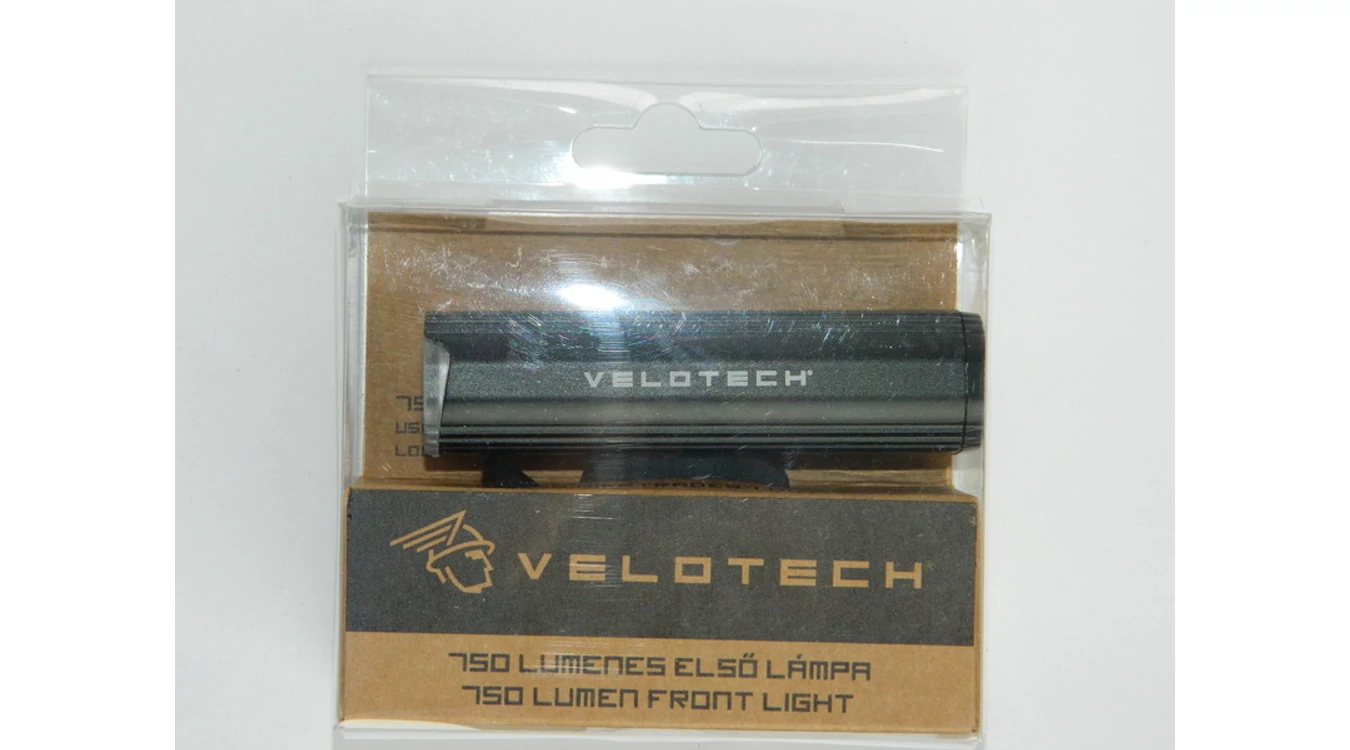 VELOTECH
VELOTECH
750 LUMENES ELSŐ LÁMPA
750 LUMEN FRONT LIGHT